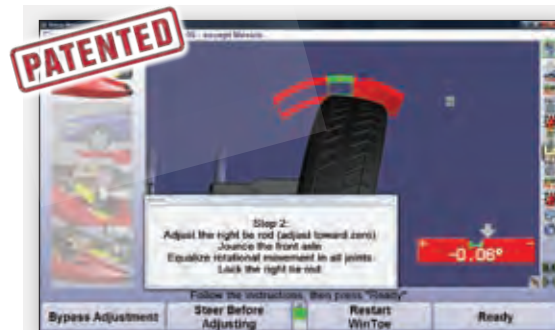 PATENTED
except Mexico
Step 2:
Adjust the right tie rod (adjust toward zero)
Jounce the front axle
Equalize rotational movement in all joints
Lock the right tie rod
-0.06°
Follow the instructions, then press "Ready"
Bypass Adjustment
Steer Before
Adjusting
Restart
WinToe
Ready